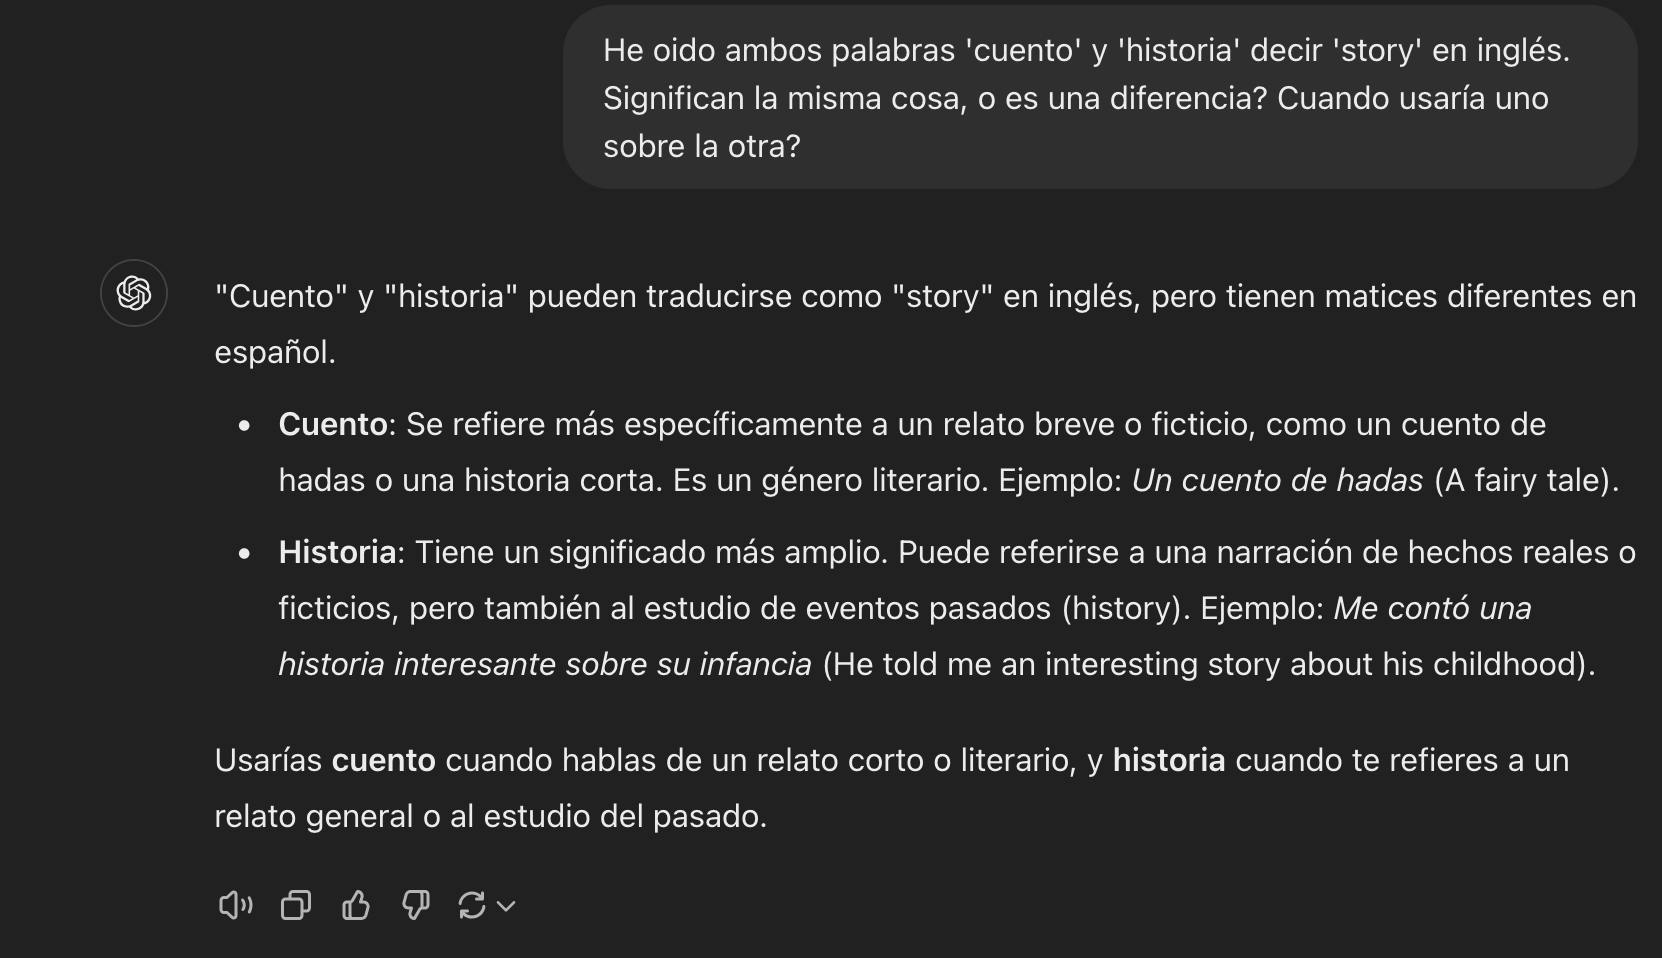 He oido ambos palabras 'cuento' y 'historia' decir 'story' en inglés.
Significan la misma cosa, o es una diferencia? Cuando usaría uno
sobre la otra?
"Cuento" y "historia" pueden traducirse como "story" en inglés, pero tienen matices diferentes en
español.
• Cuento: Se refiere más específicamente a un relato breve o ficticio, como un cuento de
hadas o una historia corta. Es un género literario. Ejemplo: Un cuento de hadas (A fairy tale).
• Historia: Tiene un significado más amplio. Puede referirse a una narración de hechos reales o
ficticios, pero también al estudio de eventos pasados (history). Ejemplo: Me contó una
historia interesante sobre su infancia (He told me an interesting story about his childhood).
Usarías cuento cuando hablas de un relato corto o literario, y historia cuando te refieres a un
relato general o al estudio del pasado.